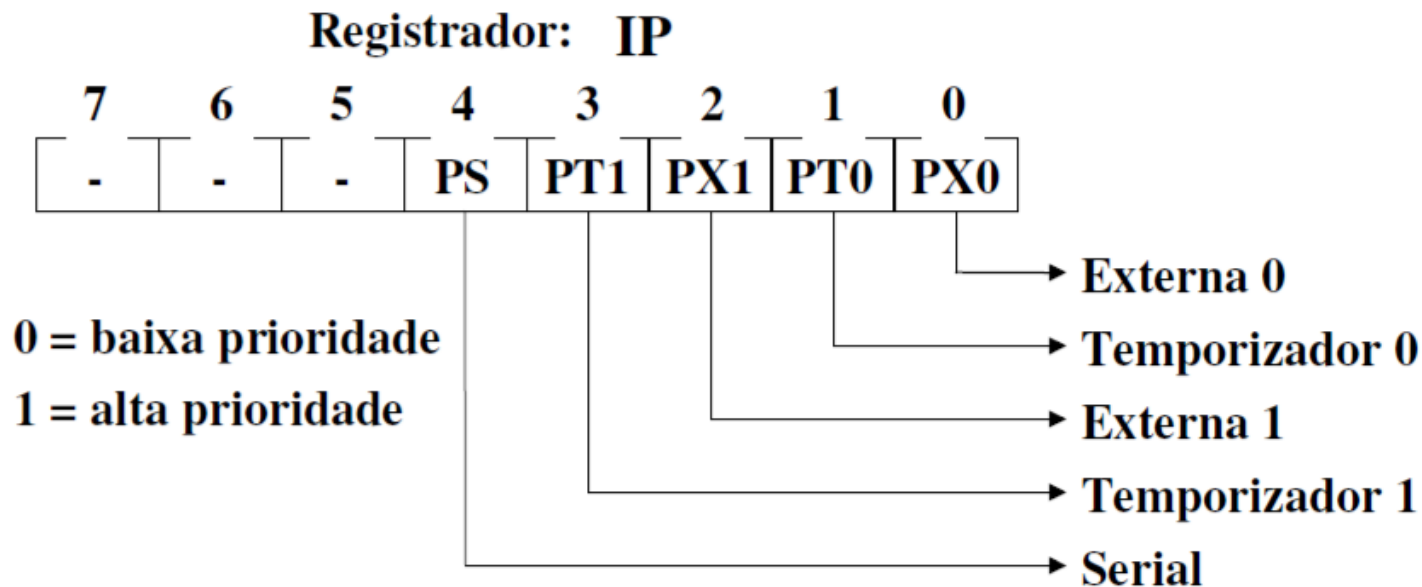 Registrador: IP
7 6 5 4 3 2 1 0
- - - PS PT1 PX1 PT0 PX0
Externa 0
0 = baixa prioridade
Temporizador 0
1 = alta prioridade
Externa 1
Temporizador 1
Serial